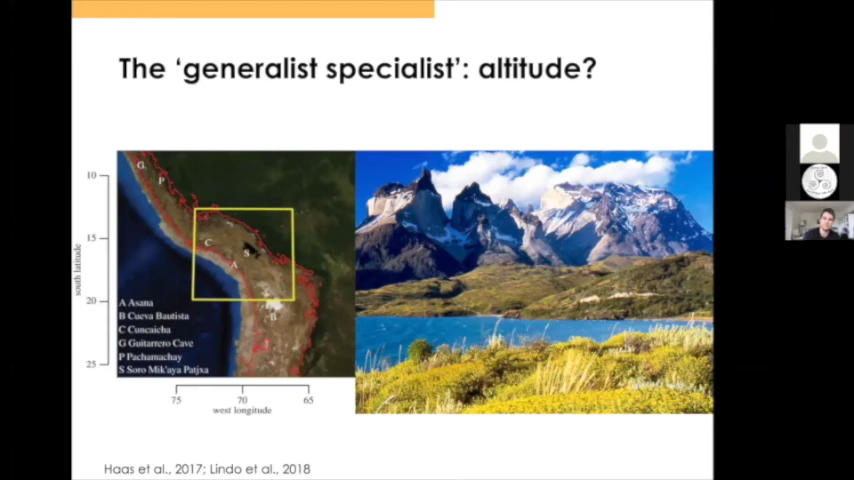 The ‘generalist specialist’: altitude?
G
P
10
15
C
S
A
south latitude
20
B
A Asana
B Cueva Bautista
C Cuncaicha
G Guitarrero Cave
P Pachamachay
S Soro Mik'aya Patjxa
25
75 70 65
west longitude
Haas et al., 2017; Lindo et al., 2018